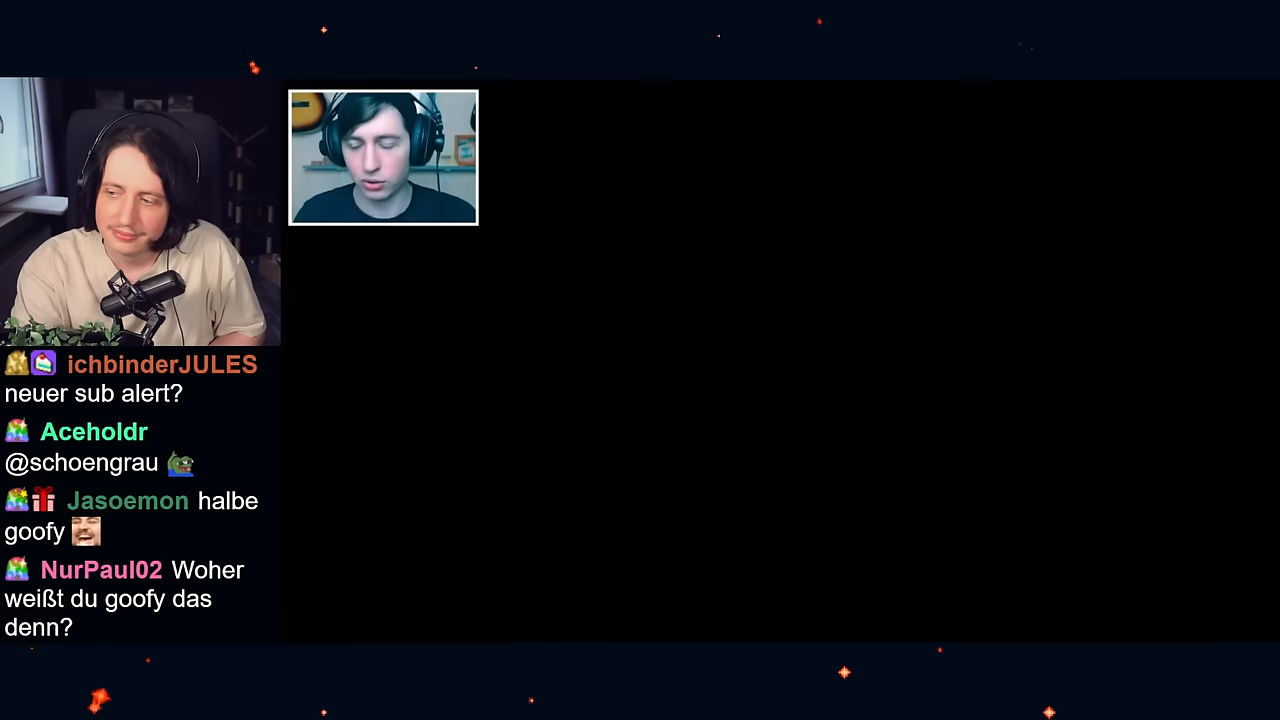 ichbinderJULES
neuer sub alert?
Aceholdr
@schoengrau
Jasoemon halbe
goofy
NurPaul02 Woher
weißt du goofy das
denn?